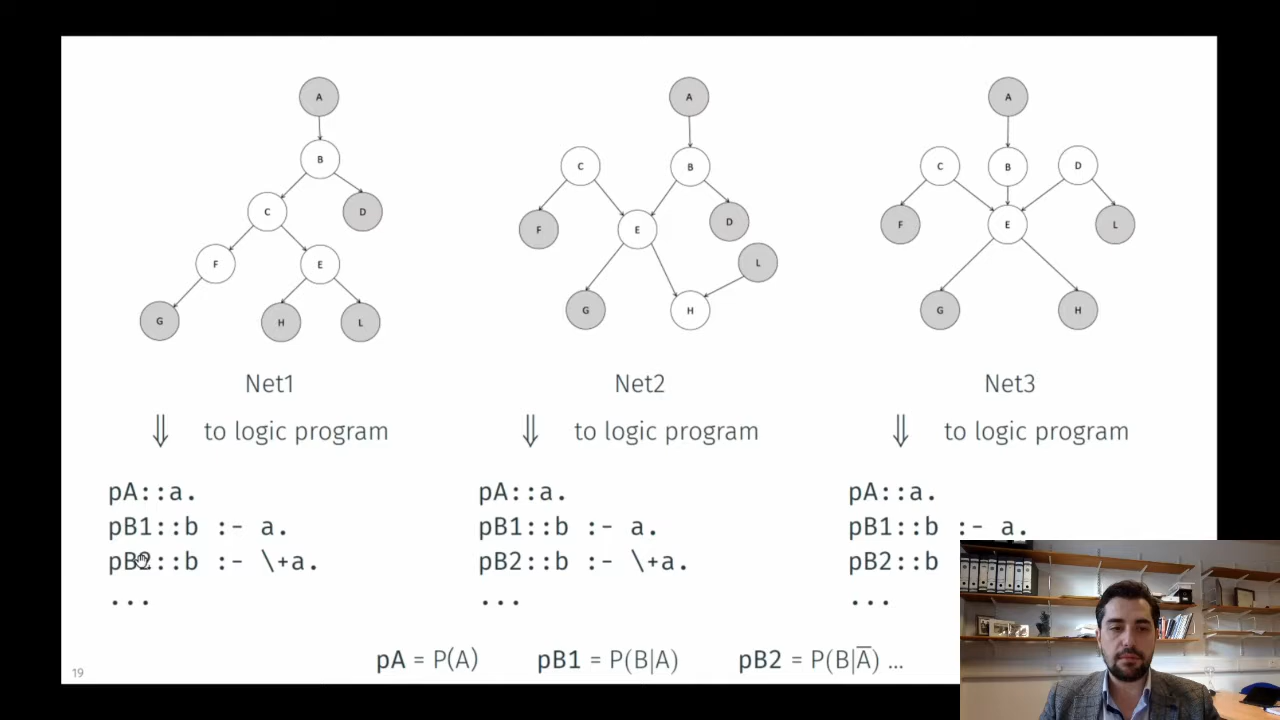 A
B
C
D
F
E
G
H
L
A
C
B
F
E
D
L
G
H
A
C
B
D
F
E
L
G
H
Net1
Net2
Net3
⇓ to logic program
⇓ to logic program
⇓ to logic program
pA::a.
pB1::b :- a.
pB2::b :- \+a.
...
pA::a.
pB1::b :- a.
pB2::b :- \+a.
...
pA::a.
pB1::b :- a.
pB2::b
...
pA = P(A) pB1 = P(B|A) pB2 = P(B|A̅) ...
19